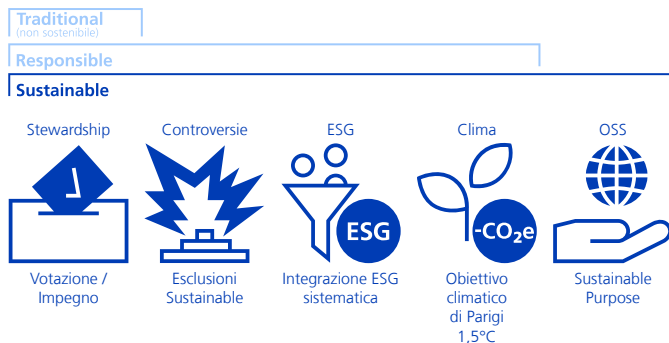 Traditional
(non sostenibile)
Responsible
Sustainable
Stewardship
Controversie
ESG
Clima
OSS
ESG
-CO₂e
Votazione /
Impegno
Esclusioni
Sustainable
Integrazione ESG
sistematica
Obiettivo
climatico
di Parigi
1,5°C
Sustainable
Purpose